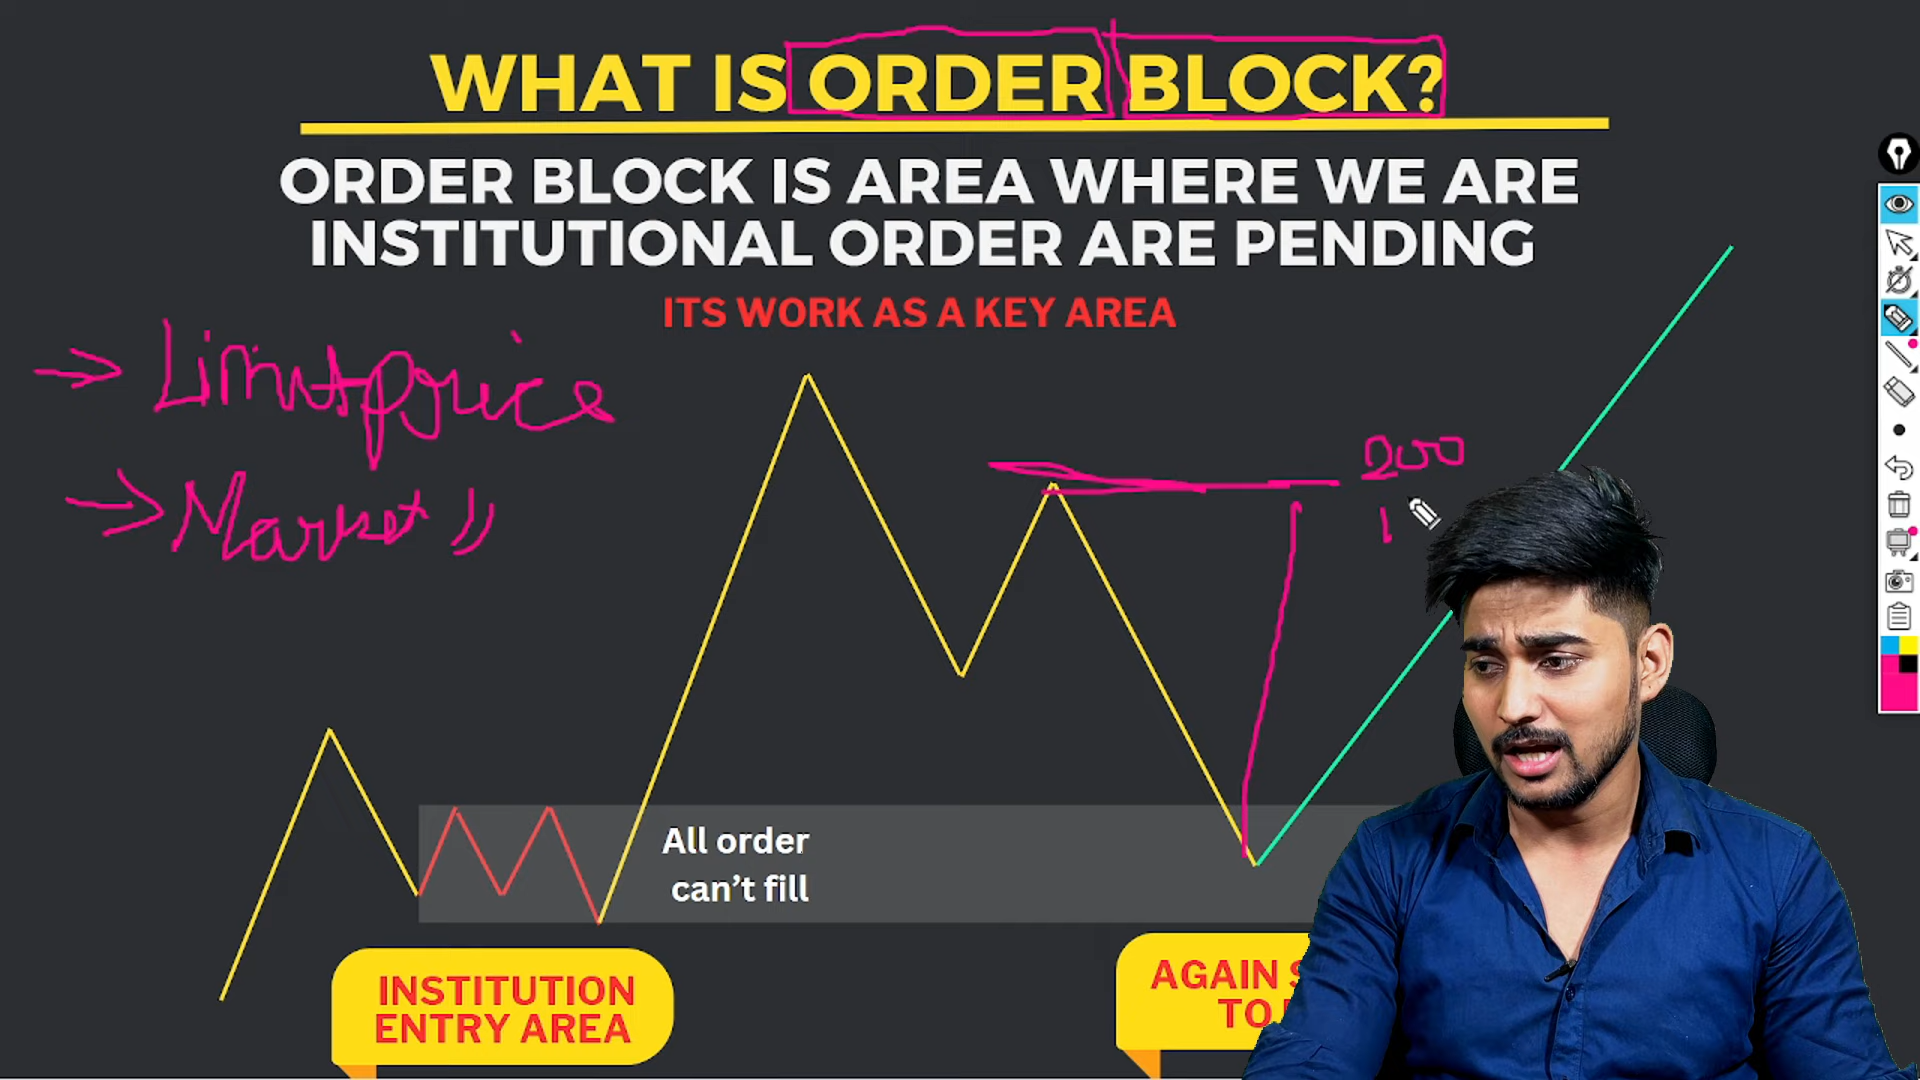 WHAT IS ORDER BLOCK?
ORDER BLOCK IS AREA WHERE WE ARE
INSTITUTIONAL ORDER ARE PENDING
ITS WORK AS A KEY AREA
→ Limit price
→ Market 〃
200
1
All order
can’t fill
INSTITUTION
ENTRY AREA
AGAIN
TO